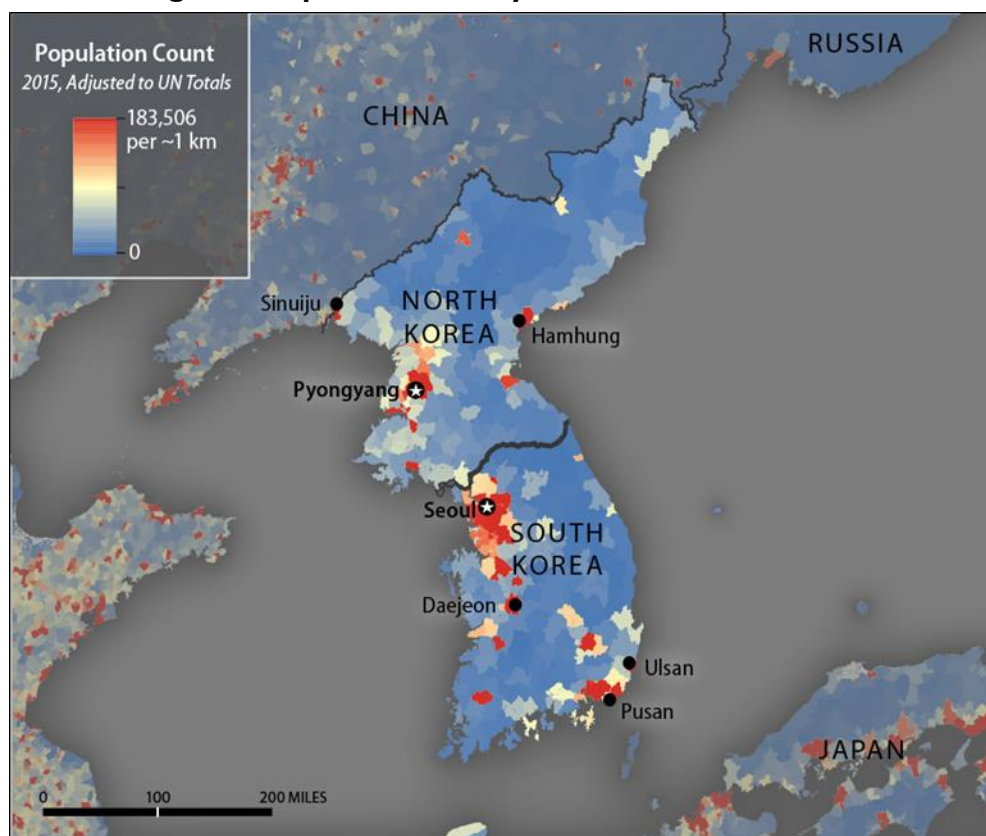 Population Count
2015, Adjusted to UN Totals
183,506
per ~1 km
0
RUSSIA
CHINA
Sinuiju
NORTH
KOREA
Hamhung
Pyongyang
Seoul
SOUTH
KOREA
Daejeon
Ulsan
Pusan
JAPAN
0 100 200 MILES